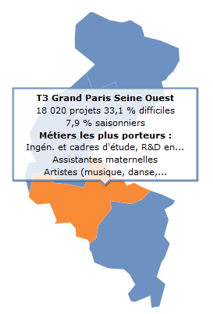 T3 Grand Paris Seine Ouest
18 020 projets 33,1 % difficiles
7,9 % saisonniers
Métiers les plus porteurs :
Ingén. et cadres d'étude, R&D en...
Assistantes maternelles
Artistes (musique, danse,...